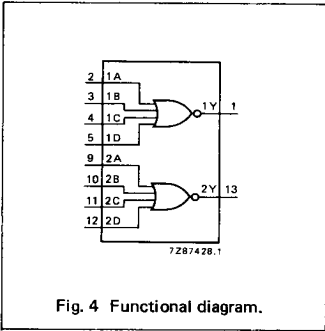 2 1A
3 1B
4 1C
5 1D
1Y 1
9 2A
10 2B
11 2C
12 2D
2Y 13
7Z87428.1
Fig. 4 Functional diagram.